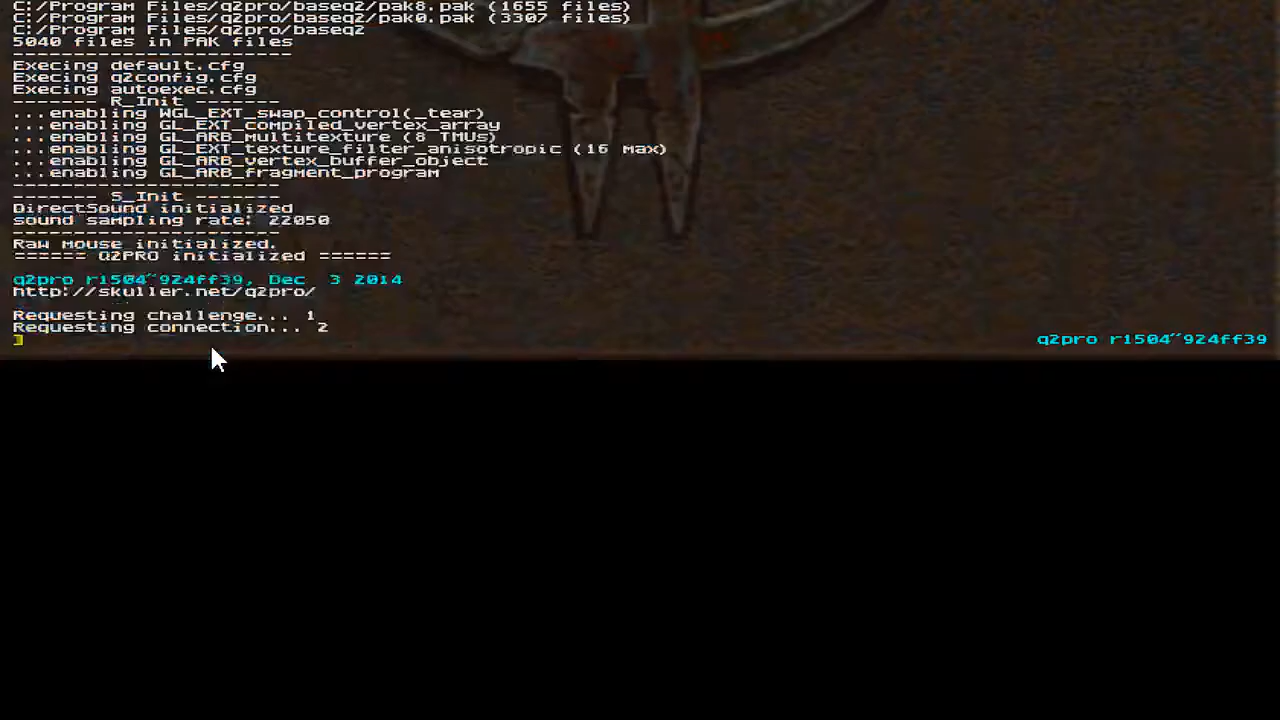 C:/Program Files/q2pro/baseq2/pak8.pak (1655 files)
C:/Program Files/q2pro/baseq2/pak0.pak (3307 files)
C:/Program Files/q2pro/baseq2
5040 files in PAK files
-----------------------
Execing default.cfg
Execing q2config.cfg
Execing autoexec.cfg
------- R_Init -------
...enabling WGL_EXT_swap_control(_tear)
...enabling GL_EXT_compiled_vertex_array
...enabling GL_ARB_multitexture (8 TMUs)
...enabling GL_EXT_texture_filter_anisotropic (16 max)
...enabling GL_ARB_vertex_buffer_object
...enabling GL_ARB_fragment_program
----------------------
------- S_Init -------
DirectSound initialized
sound sampling rate: 22050
----------------------
Raw mouse initialized.
====== Q2PRO initialized ======
q2pro r1504~924ff39, Dec  3 2014
http://skuller.net/q2pro/
Requesting challenge... 1
Requesting connection... 2
]
q2pro r1504~924ff39